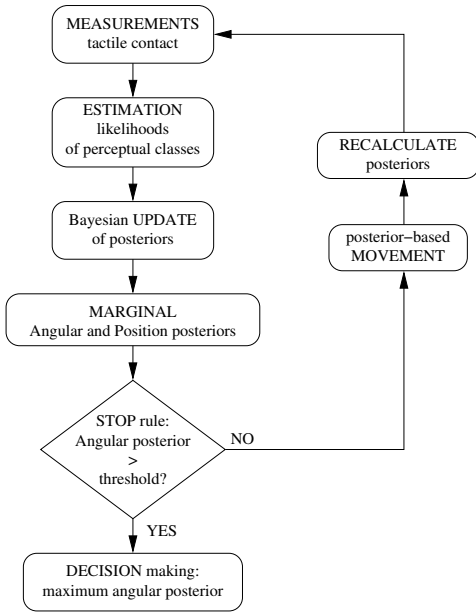 MEASUREMENTS
tactile contact
ESTIMATION
likelihoods
of perceptual classes
Bayesian UPDATE
of posteriors
MARGINAL
Angular and Position posteriors
STOP rule:
Angular posterior
>
threshold?
NO
YES
DECISION making:
maximum angular posterior
posterior−based
MOVEMENT
RECALCULATE
posteriors